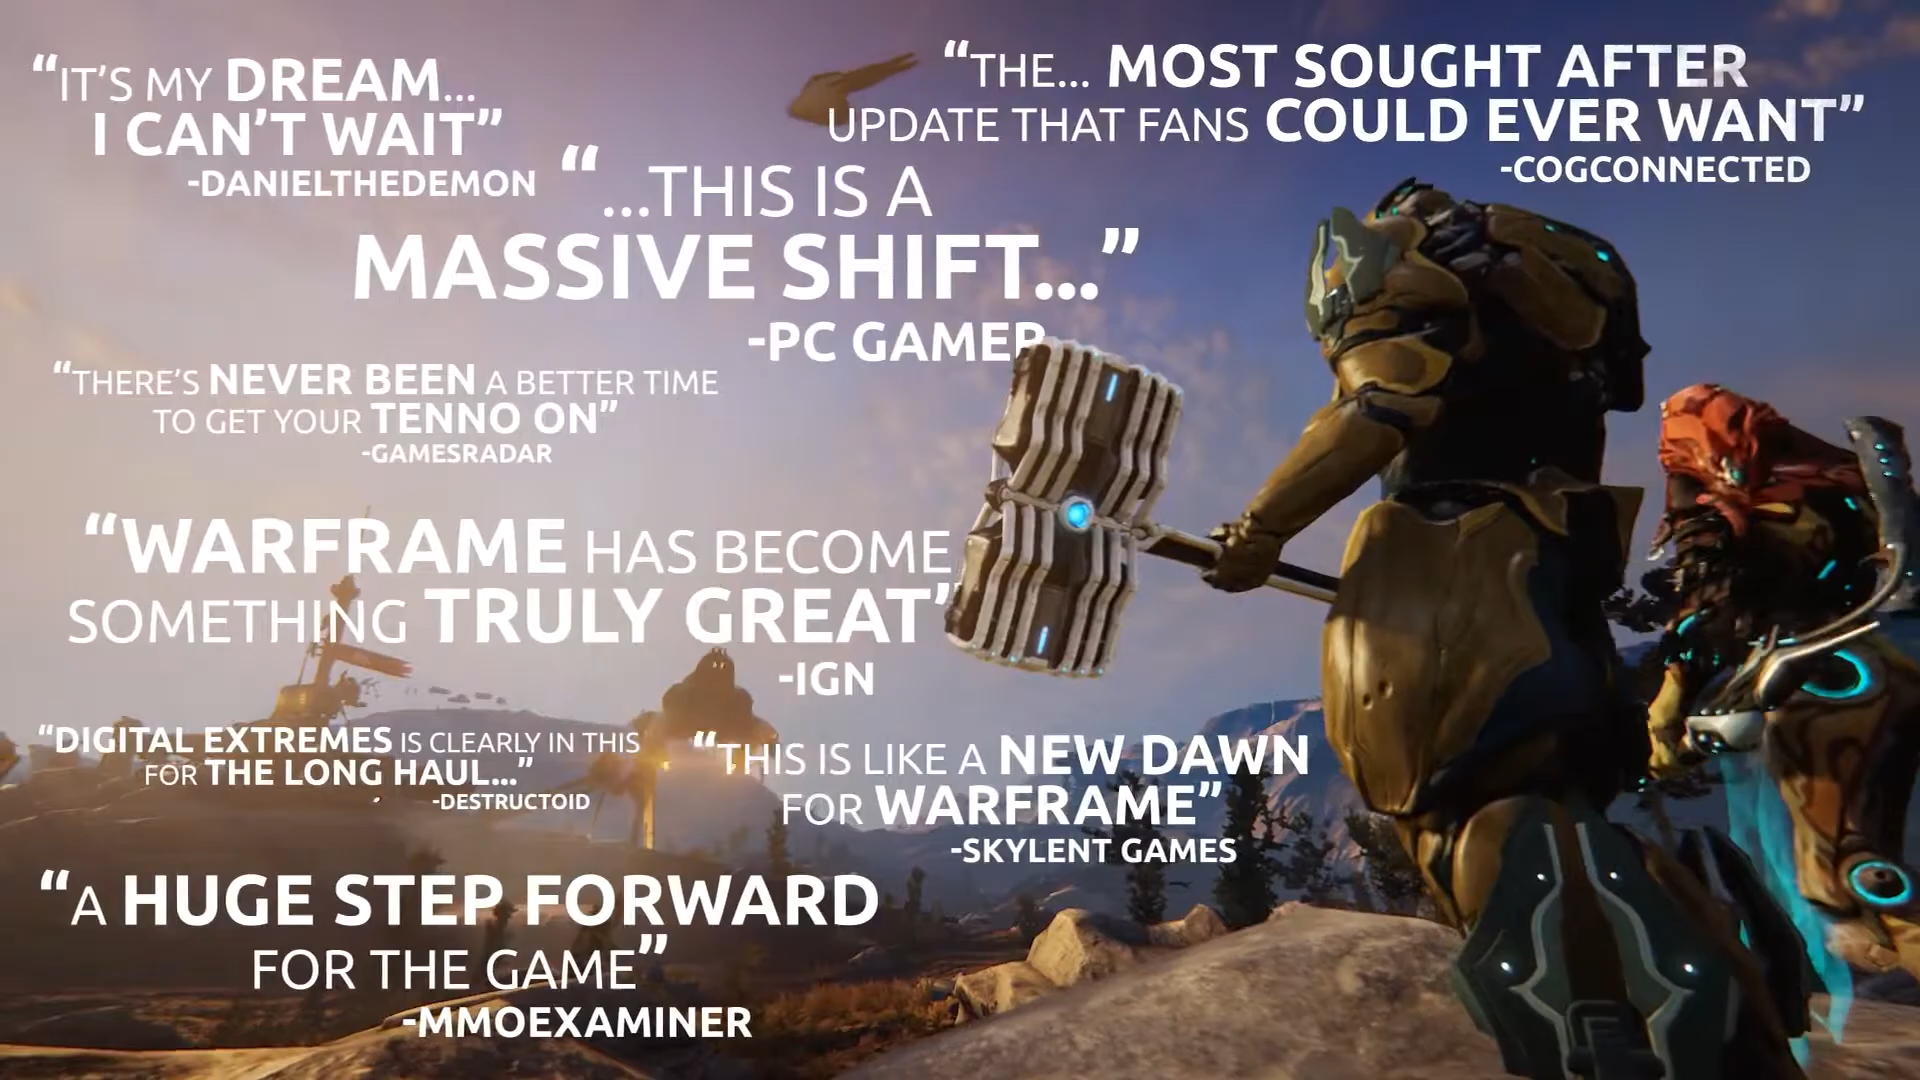 “IT’S MY DREAM...
I CAN’T WAIT”
-DANIELTHEDEMON
“THE... MOST SOUGHT AFTER
UPDATE THAT FANS COULD EVER WANT”
-COGCONNECTED
“...THIS IS A
MASSIVE SHIFT...”
-PC GAMER
“THERE’S NEVER BEEN A BETTER TIME
TO GET YOUR TENNO ON”
-GAMESRADAR
“WARFRAME HAS BECOME
SOMETHING TRULY GREAT”
-IGN
“DIGITAL EXTREMES IS CLEARLY IN THIS
FOR THE LONG HAUL...”
-DESTRUCTOID
“THIS IS LIKE A NEW DAWN
FOR WARFRAME”
-SKYLENT GAMES
“A HUGE STEP FORWARD
FOR THE GAME”
-MMOEXAMINER